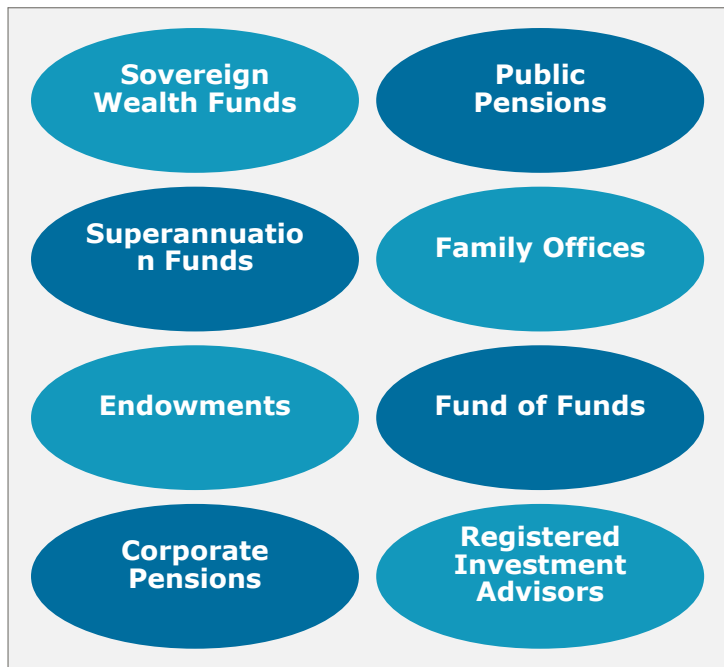 Sovereign
Wealth Funds
Public
Pensions
Superannuatio
n Funds
Family Offices
Endowments
Fund of Funds
Corporate
Pensions
Registered
Investment
Advisors